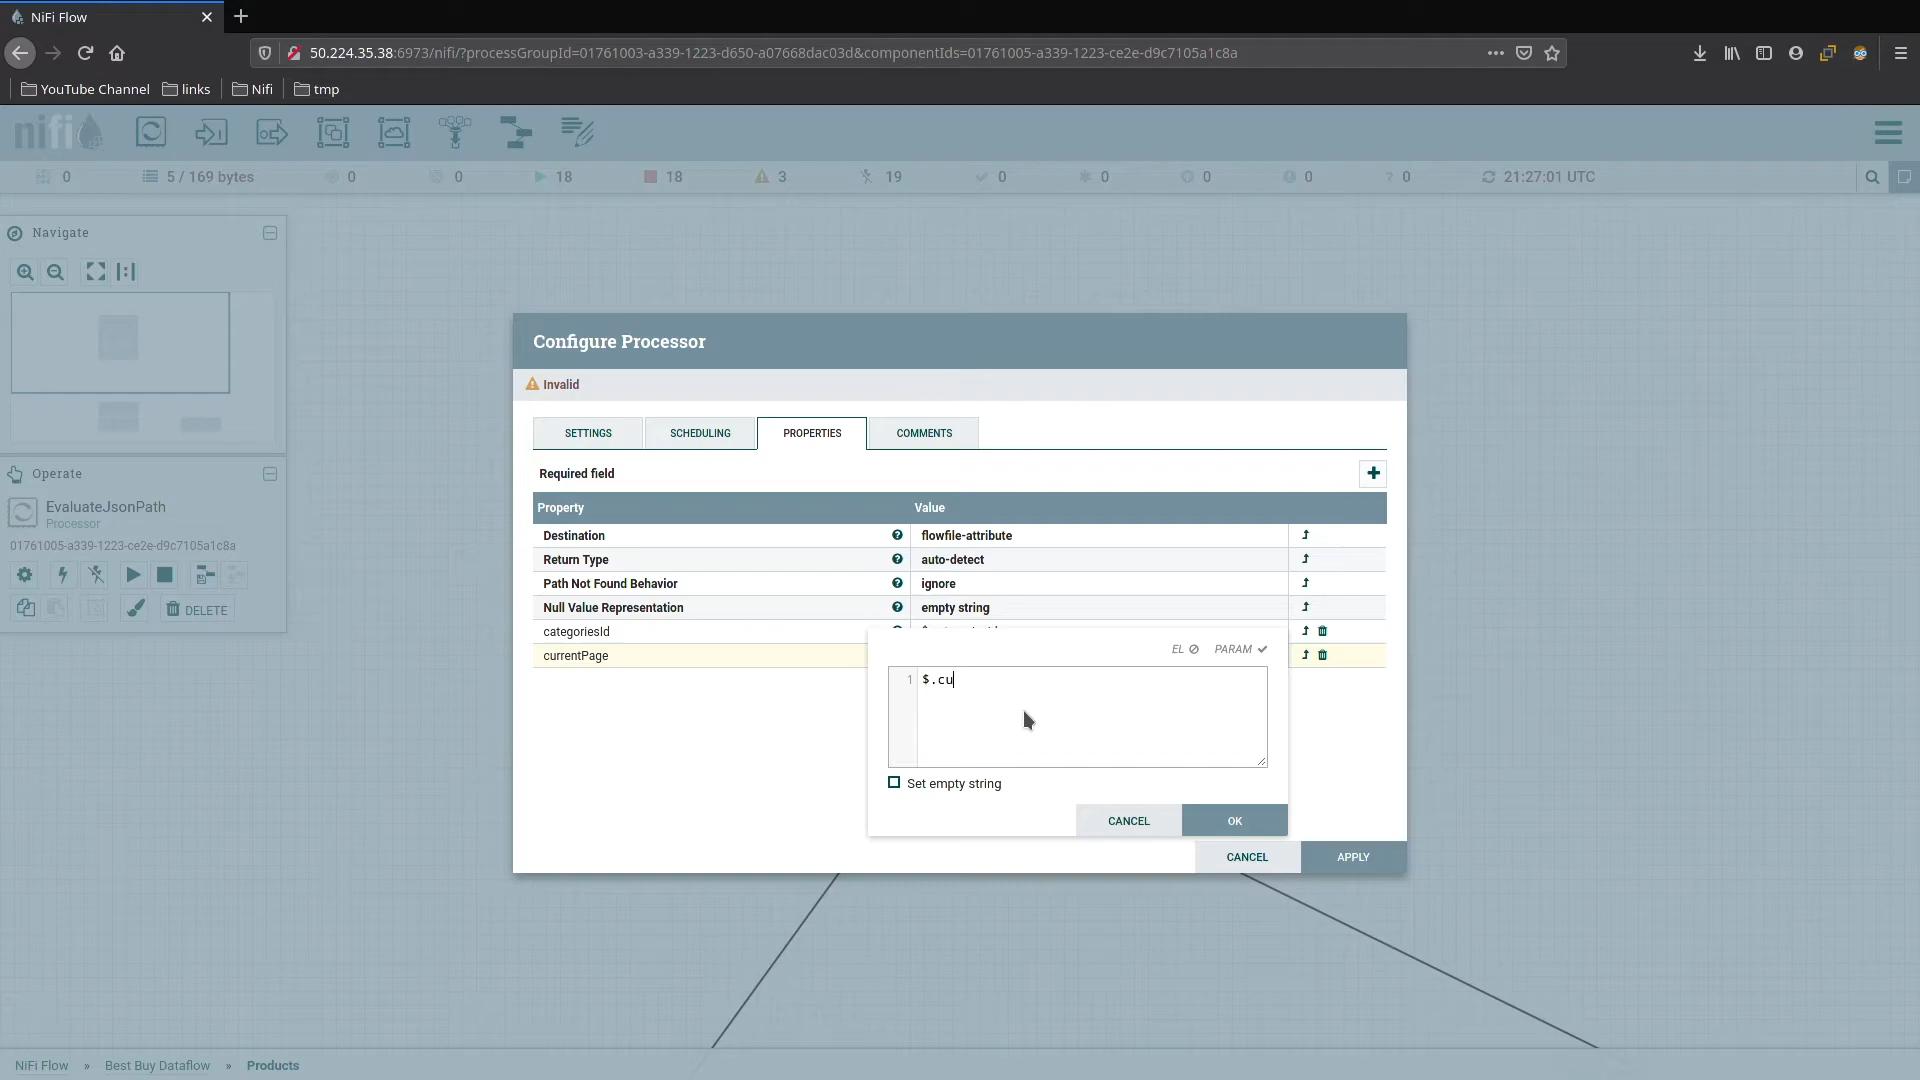 NiFi Flow
50.224.35.38:6973/nifi/?processGroupId=01761003-a339-1223-d650-a07668dac03d&componentIds=01761005-a339-1223-ce2e-d9c7105a1c8a
YouTube Channel links Nifi tmp
nifi
0 5 / 169 bytes 0 0 18 18 3 19 0 0 0 0 ? 0 21:27:01 UTC
Navigate
Operate
EvaluateJsonPath
Processor
01761005-a339-1223-ce2e-d9c7105a1c8a
DELETE
Configure Processor
Invalid
SETTINGS SCHEDULING PROPERTIES COMMENTS
Required field
Property Value
Destination flowfile-attribute
Return Type auto-detect
Path Not Found Behavior ignore
Null Value Representation empty string
categoriesId
currentPage
EL PARAM
1 $.cu
Set empty string
CANCEL OK
CANCEL APPLY
NiFi Flow » Best Buy Dataflow » Products